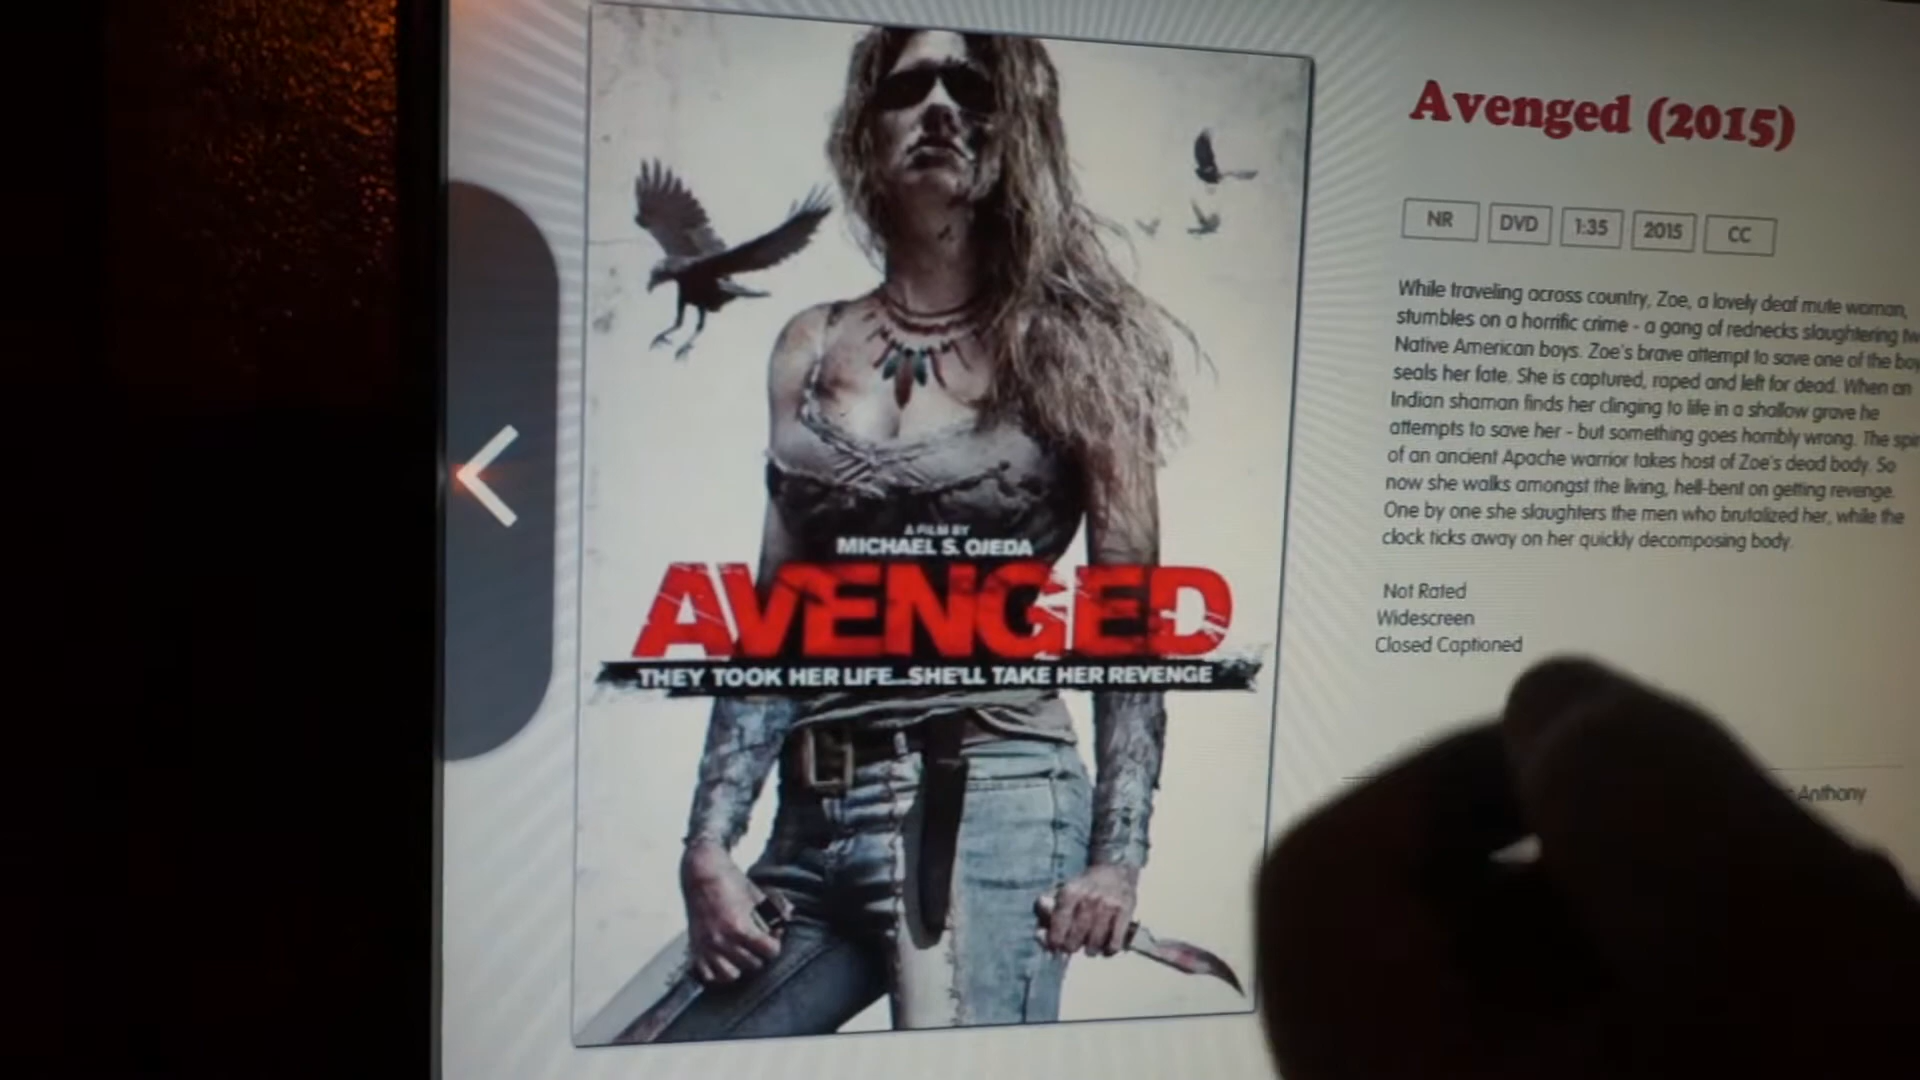 A FILM BY
MICHAEL S. OJEDA
AVENGED
THEY TOOK HER LIFE...SHE'LL TAKE HER REVENGE
Avenged (2015)
NR DVD 1:35 2015 CC
While traveling across country, Zoe, a lovely deaf mute woman,
stumbles on a horrific crime - a gang of rednecks slaughtering
Native American boys. Zoe's brave attempt to save one of the
seals her fate. She is captured, raped and left for dead. When an
Indian shaman finds her clinging to life in a shallow grave he
attempts to save her - but something goes horribly wrong. The
of an ancient Apache warrior takes host of Zoe's dead body. So
now she walks amongst the living, hell-bent on getting revenge.
One by one she slaughters the men who brutalized her, while the
clock ticks away on her quickly decomposing body.
Not Rated
Widescreen
Closed Captioned
Anthony